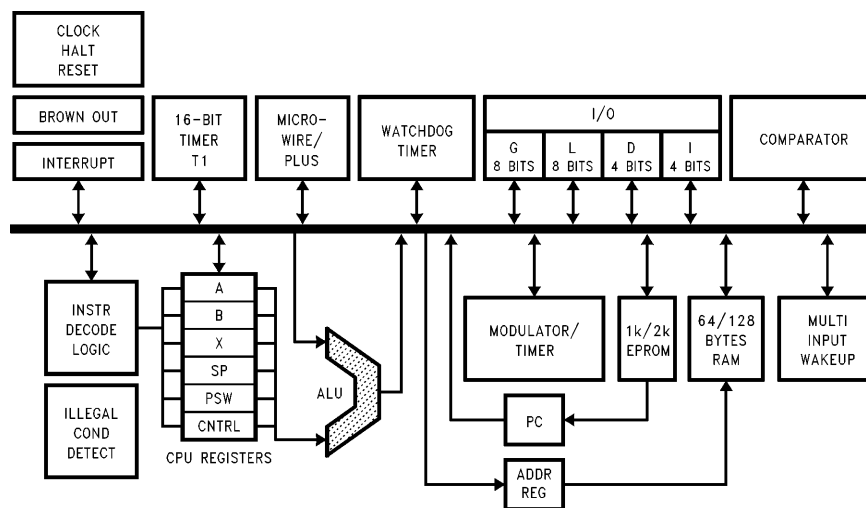 CLOCK
HALT
RESET
BROWN OUT
INTERRUPT
16-BIT
TIMER
T1
MICRO-
WIRE/
PLUS
WATCHDOG
TIMER
I/O
G
8 BITS
L
8 BITS
D
4 BITS
I
4 BITS
COMPARATOR
INSTR
DECODE
LOGIC
ILLEGAL
COND
DETECT
A
B
X
SP
PSW
CNTRL
CPU REGISTERS
ALU
MODULATOR/
TIMER
1k/2k
EPROM
64/128
BYTES
RAM
MULTI
INPUT
WAKEUP
PC
ADDR
REG